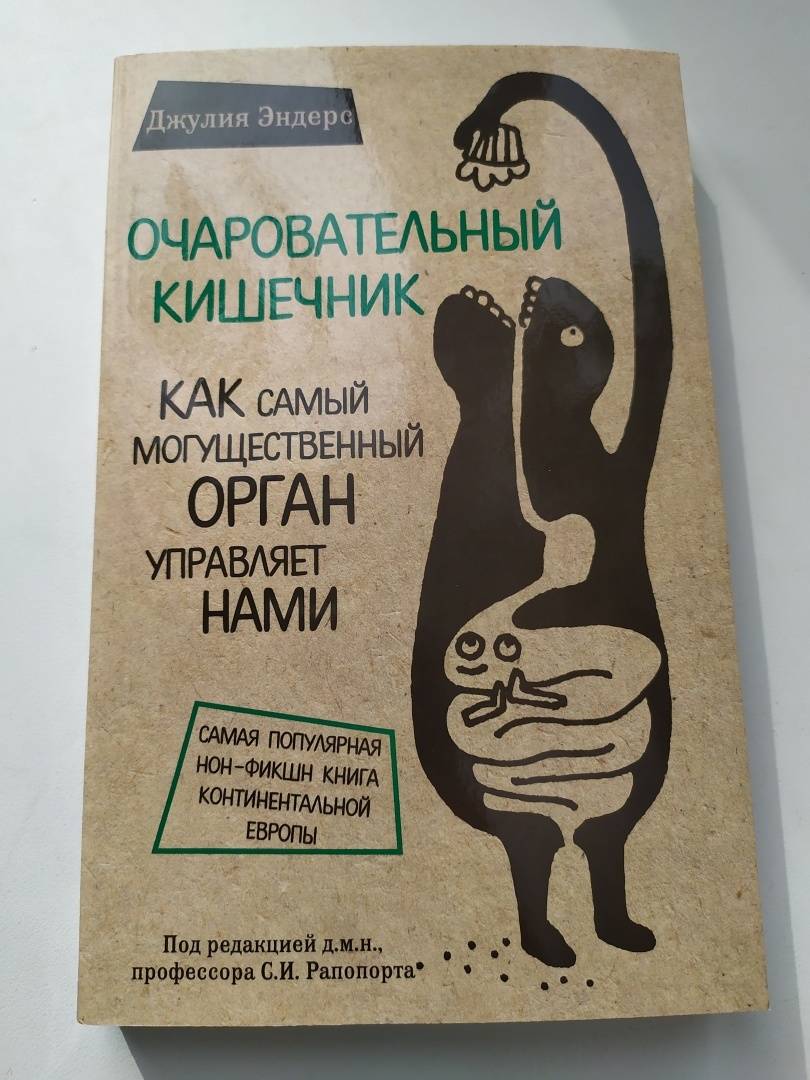 Джулия Эндерс
ОЧАРОВАТЕЛЬНЫЙ
КИШЕЧНИК
КАК САМЫЙ
МОГУЩЕСТВЕННЫЙ
ОРГАН
УПРАВЛЯЕТ
НАМИ
САМАЯ ПОПУЛЯРНАЯ
НОН-ФИКШН КНИГА
КОНТИНЕНТАЛЬНОЙ
ЕВРОПЫ
Под редакцией д.м.н.,
профессора С.И. Рапопорта